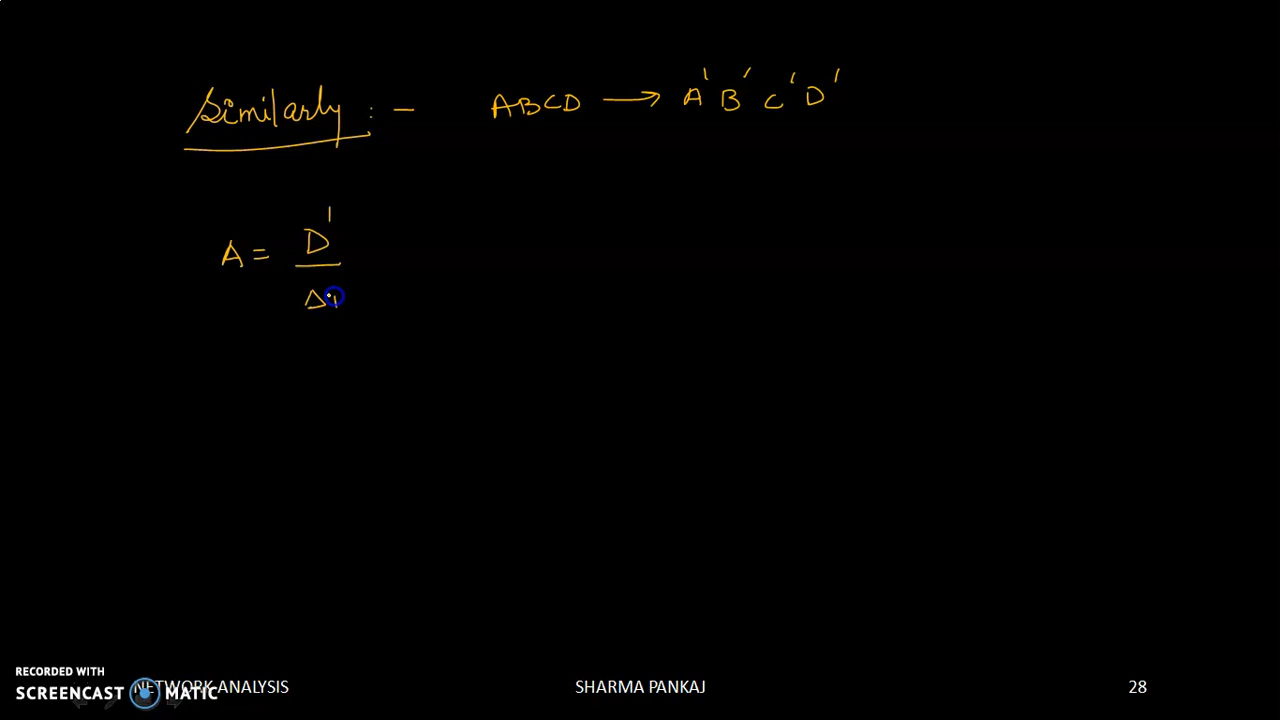 Similarly :- ABCD → A' B' C' D'
A = D'
Δ'
RECORDED WITH
SCREENCAST MATIC
NETWORK ANALYSIS SHARMA PANKAJ 28